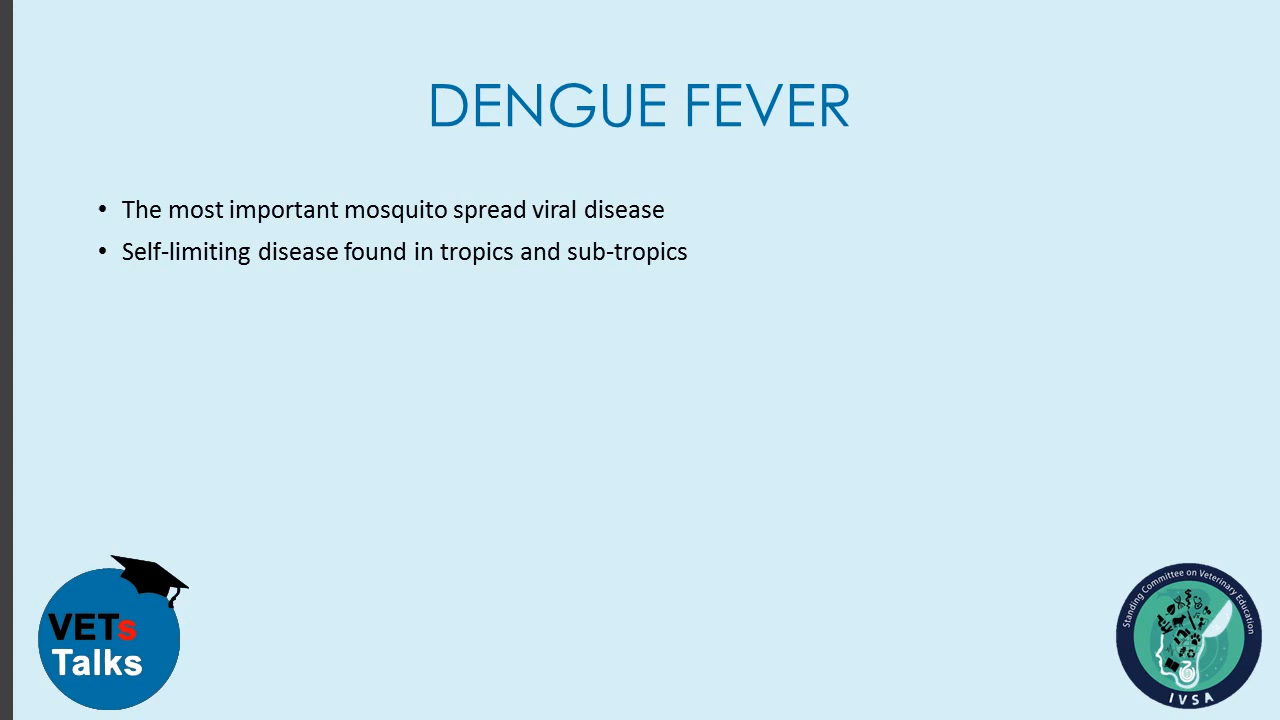 DENGUE FEVER
• The most important mosquito spread viral disease
• Self-limiting disease found in tropics and sub-tropics
VETs
Talks
Standing Committee on Veterinary Education
IVSA